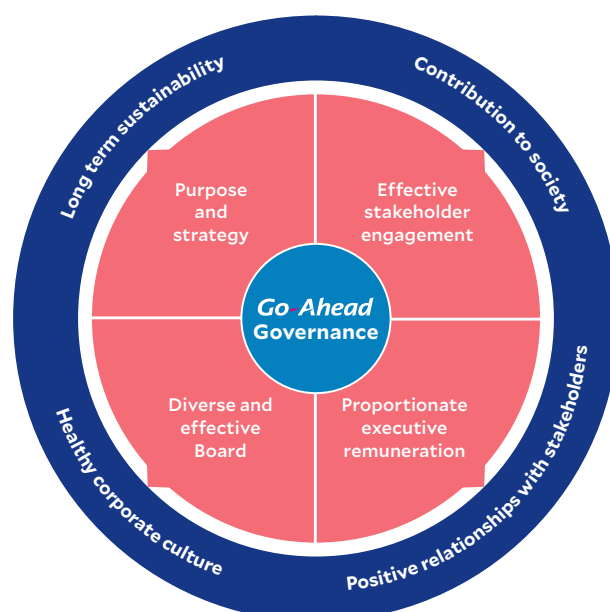 Long term sustainability
Contribution to society
Purpose
and
strategy
Effective
stakeholder
engagement
Go-Ahead
Governance
Diverse and
effective
Board
Proportionate
executive
remuneration
Healthy corporate culture
Positive relationships with stakeholders